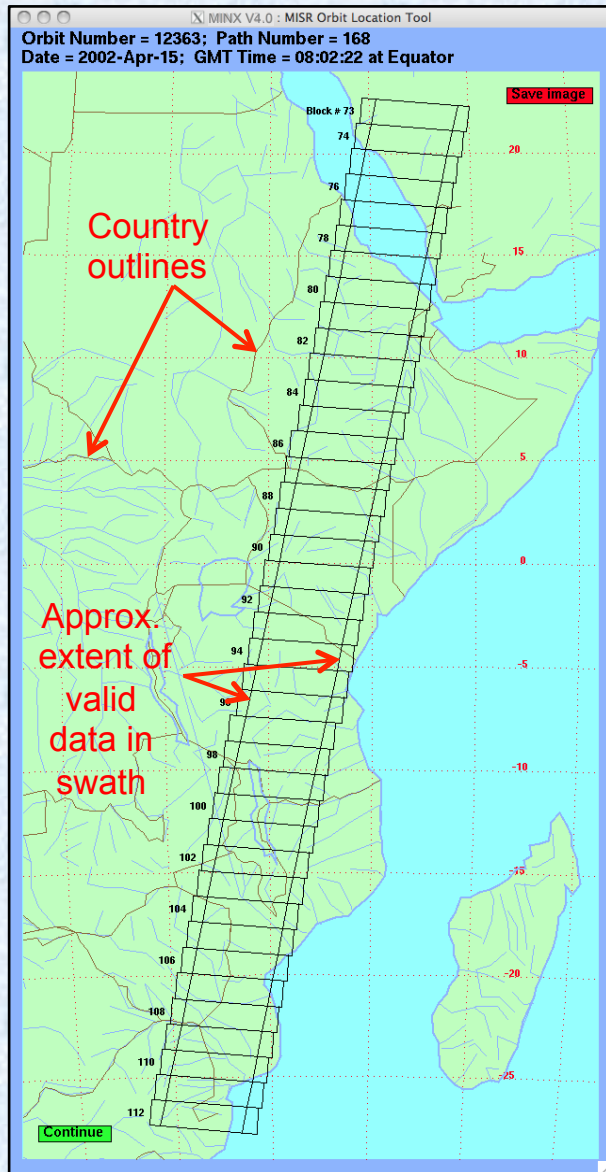 MINX V4.0 : MISR Orbit Location Tool
Orbit Number = 12363; Path Number = 168
Date = 2002-Apr-15; GMT Time = 08:02:22 at Equator
Save image
Block # 73
74
20
76
Country
outlines
78
15
80
82
10
84
86
5
88
90
0
92
Approx.
extent of
valid
data in
swath
94
-5
96
98
-10
100
102
-15
104
106
-20
108
110
-25
112
Continue